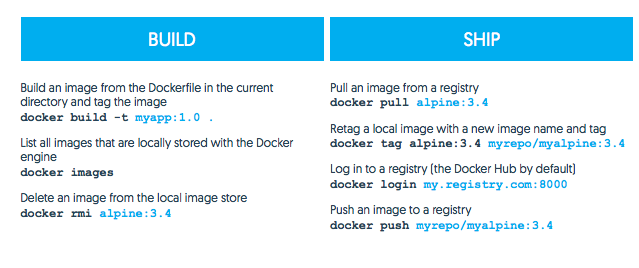 BUILD
Build an image from the Dockerfile in the current
directory and tag the image
docker build -t myapp:1.0 .
List all images that are locally stored with the Docker
engine
docker images
Delete an image from the local image store
docker rmi alpine:3.4
SHIP
Pull an image from a registry
docker pull alpine:3.4
Retag a local image with a new image name and tag
docker tag alpine:3.4 myrepo/myalpine:3.4
Log in to a registry (the Docker Hub by default)
docker login my.registry.com:8000
Push an image to a registry
docker push myrepo/myalpine:3.4